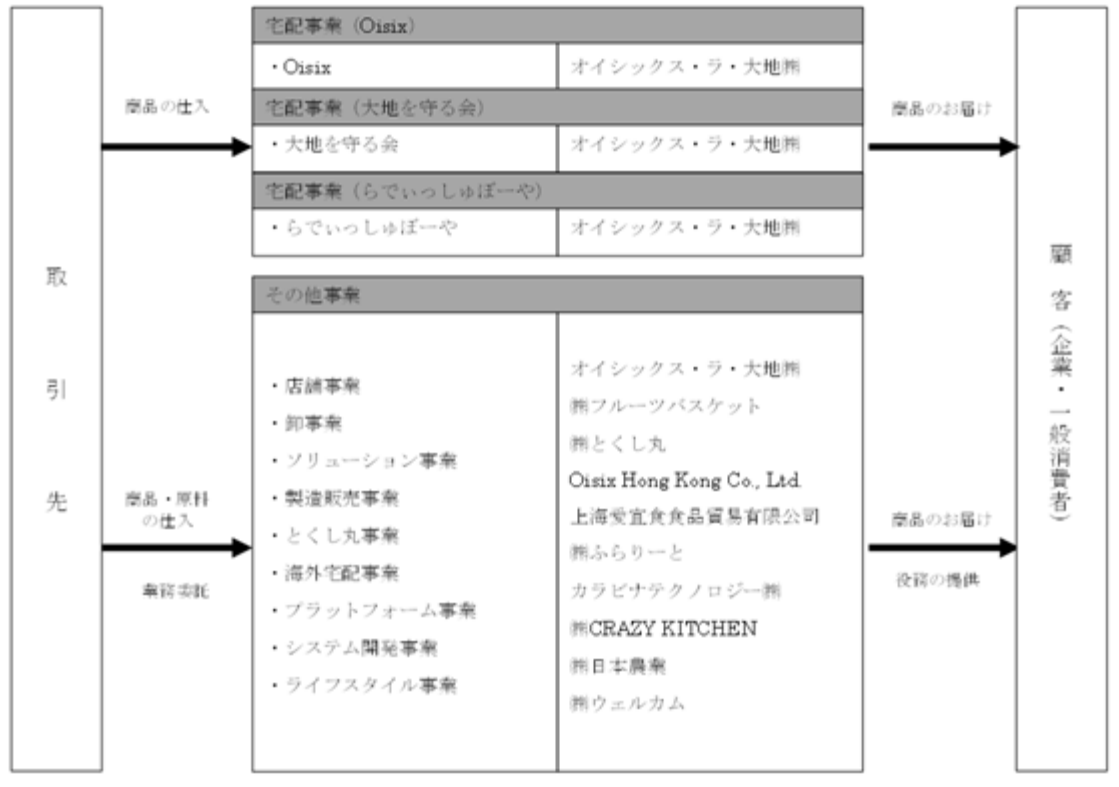 取引先
商品の仕入
宅配事業（Oisix）
・Oisix
オイシックス・ラ・大地㈱
宅配事業（大地を守る会）
・大地を守る会
オイシックス・ラ・大地㈱
宅配事業（らでぃっしゅぼーや）
・らでぃっしゅぼーや
オイシックス・ラ・大地㈱
商品のお届け
商品・原料
の仕入
業務委託
その他事業
・店舗事業
・卸事業
・ソリューション事業
・製造販売事業
・とくし丸事業
・海外宅配事業
・プラットフォーム事業
・システム開発事業
・ライフスタイル事業
オイシックス・ラ・大地㈱
㈱フルーツバスケット
㈱とくし丸
Oisix Hong Kong Co., Ltd.
上海愛宜食食品貿易有限公司
㈱ふらりーと
カラビナテクノロジー㈱
㈱CRAZY KITCHEN
㈱日本農業
㈱ウェルカム
商品のお届け
役務の提供
顧客（企業・一般消費者）